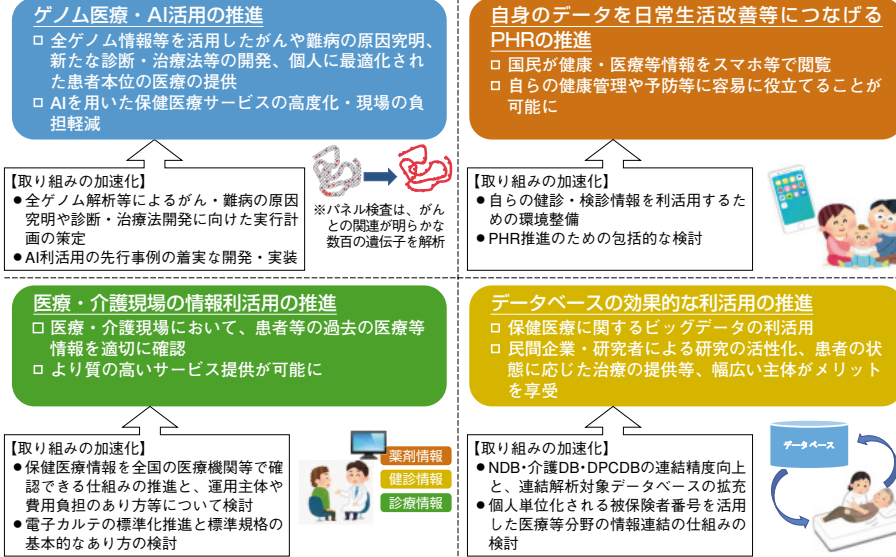 ゲノム医療・AI活用の推進
□ 全ゲノム情報等を活用したがんや難病の原因究明、
新たな診断・治療法等の開発、個人に最適化され
た患者本位の医療の提供
□ AIを用いた保健医療サービスの高度化・現場の負
担軽減
【取り組みの加速化】
●全ゲノム解析等によるがん・難病の原因
究明や診断・治療法開発に向けた実行計
画の策定
●AI利活用の先行事例の着実な開発・実装
※パネル検査は、がん
との関連が明らかな
数百の遺伝子を解析
自身のデータを日常生活改善等につなげる
PHRの推進
□ 国民が健康・医療等情報をスマホ等で閲覧
□ 自らの健康管理や予防等に容易に役立てることが
可能に
【取り組みの加速化】
●自らの健診・検診情報を利活用するた
めの環境整備
●PHR推進のための包括的な検討
医療・介護現場の情報利活用の推進
□ 医療・介護現場において、患者等の過去の医療等
情報を適切に確認
□ より質の高いサービス提供が可能に
【取り組みの加速化】
●保健医療情報を全国の医療機関等で確
認できる仕組みの推進と、運用主体や
費用負担のあり方等について検討
●電子カルテの標準化推進と標準規格の
基本的なあり方の検討
薬剤情報
健診情報
診療情報
データベースの効果的な利活用の推進
□ 保健医療に関するビッグデータの利活用
□ 民間企業・研究者による研究の活性化、患者の状
態に応じた治療の提供等、幅広い主体がメリット
を享受
【取り組みの加速化】
●NDB・介護DB・DPCDBの連結精度向上
と、連結解析対象データベースの拡充
●個人単位化される被保険者番号を活用
した医療等分野の情報連結の仕組みの
検討
データベース